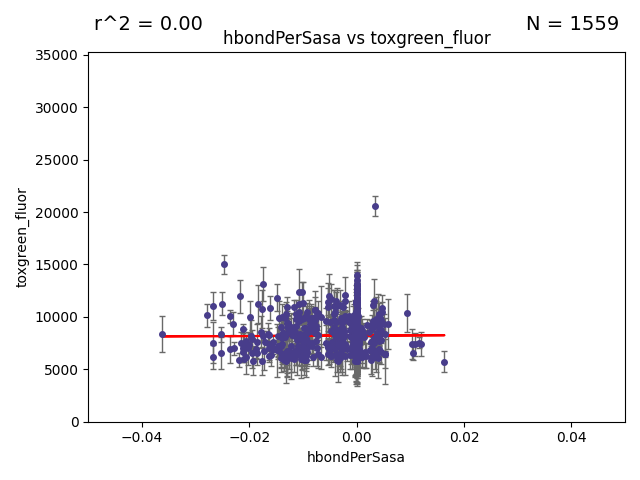 r^2 = 0.00
N = 1559
hbondPerSasa vs toxgreen_fluor
35000
30000
25000
20000
15000
10000
5000
0
toxgreen_fluor
−0.04
−0.02
0.00
0.02
0.04
hbondPerSasa